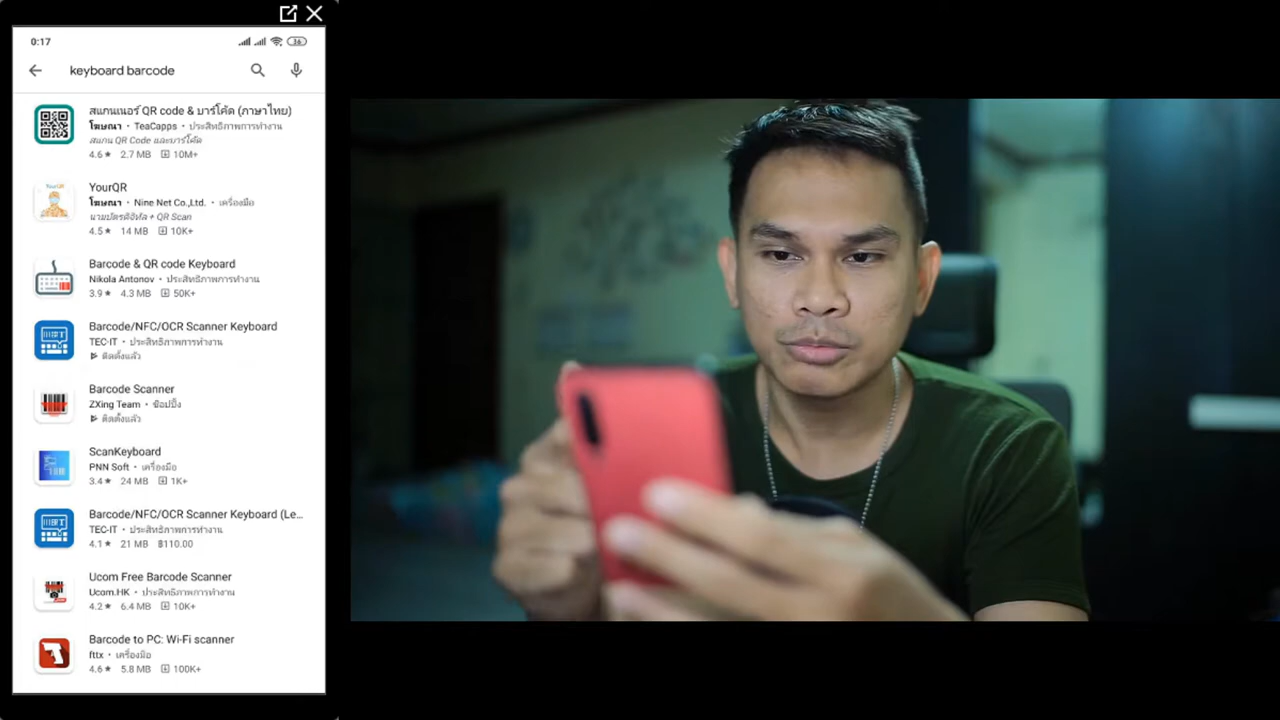 0:17
36
keyboard barcode
สแกนเนอร์ QR code & บาร์โค้ด (ภาษาไทย)
โฆษณา • TeaCapps • ประสิทธิภาพการทำงาน
สแกน QR Code และบาร์โค้ด
4.6★ 2.7 MB 10M+
YourQR
YourQR
โฆษณา • Nine Net Co.,Ltd. • เครื่องมือ
นามบัตรดิจิทัล + QR Scan
4.5★ 14 MB 10K+
Barcode & QR code Keyboard
Nikola Antonov • ประสิทธิภาพการทำงาน
3.9★ 4.3 MB 50K+
Barcode/NFC/OCR Scanner Keyboard
TEC-IT • ประสิทธิภาพการทำงาน
ติดตั้งแล้ว
Barcode Scanner
ZXing Team • ช็อปปิ้ง
ติดตั้งแล้ว
ScanKeyboard
PNN Soft • เครื่องมือ
3.4★ 24 MB 1K+
Barcode/NFC/OCR Scanner Keyboard (Le...
TEC-IT • ประสิทธิภาพการทำงาน
4.1★ 21 MB ฿110.00
Ucom Free Barcode Scanner
Ucom.HK • ประสิทธิภาพการทำงาน
4.2★ 6.4 MB 10K+
Barcode to PC: Wi-Fi scanner
fttx • เครื่องมือ
4.6★ 5.8 MB 100K+